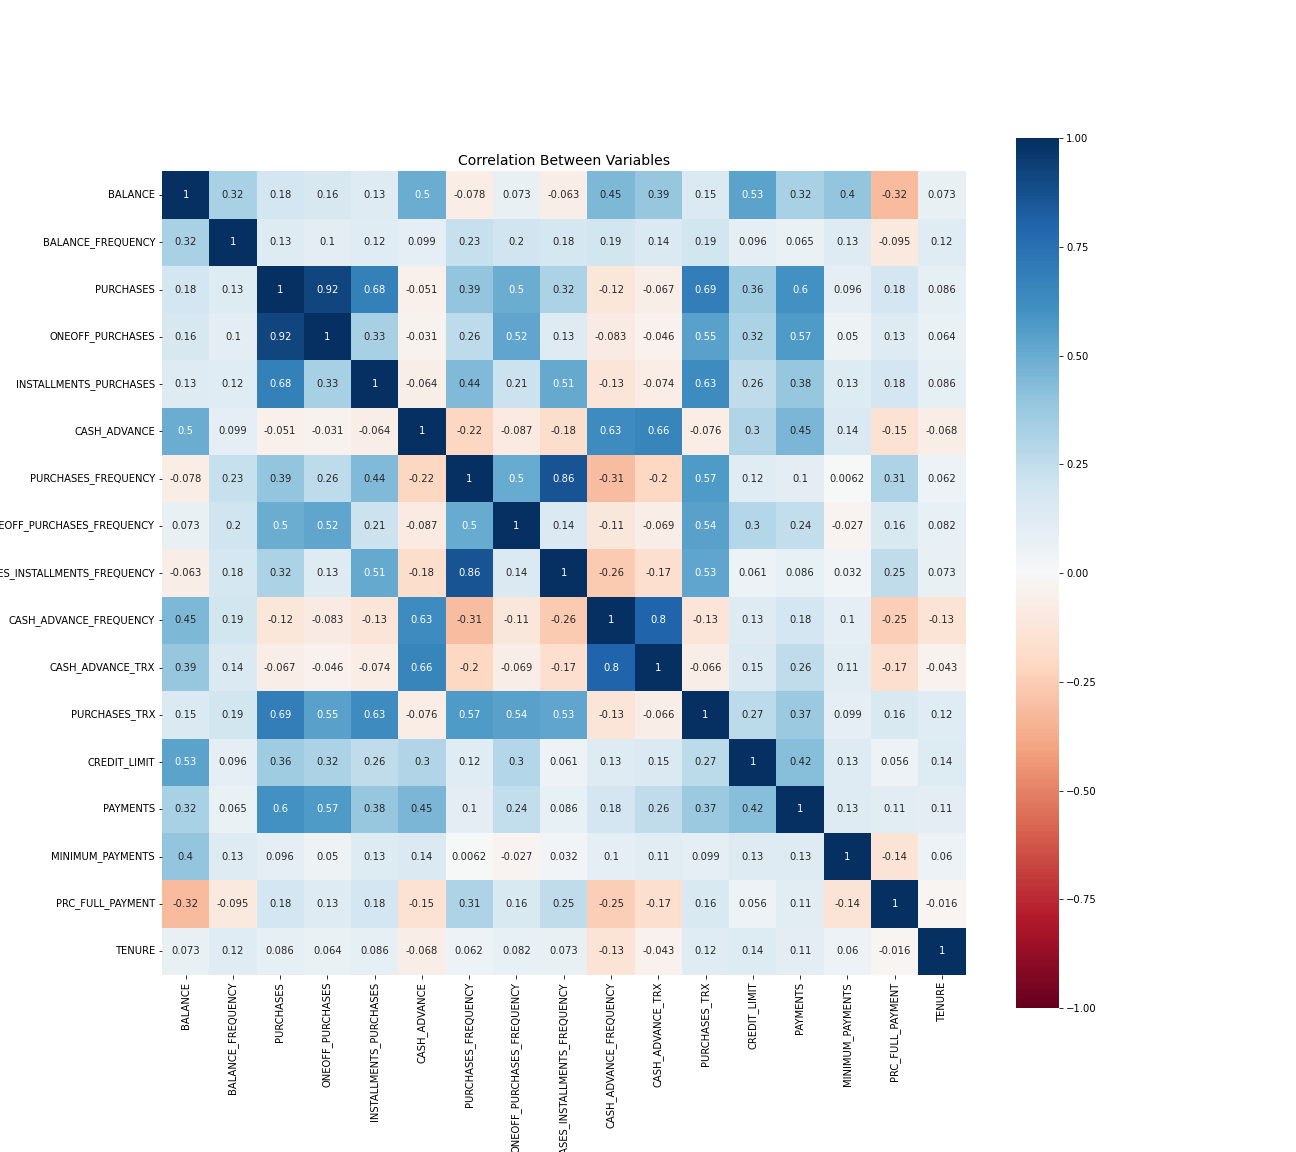 Correlation Between Variables
BALANCE 1 0.32 0.18 0.16 0.13 0.5 -0.078 0.073 -0.063 0.45 0.39 0.15 0.53 0.32 0.4 -0.32 0.073
BALANCE_FREQUENCY 0.32 1 0.13 0.1 0.12 0.099 0.23 0.2 0.18 0.19 0.14 0.19 0.096 0.065 0.13 -0.095 0.12
PURCHASES 0.18 0.13 1 0.92 0.68 -0.051 0.39 0.5 0.32 -0.12 -0.067 0.69 0.36 0.6 0.096 0.18 0.086
ONEOFF_PURCHASES 0.16 0.1 0.92 1 0.33 -0.031 0.26 0.52 0.13 -0.083 -0.046 0.55 0.32 0.57 0.05 0.13 0.064
INSTALLMENTS_PURCHASES 0.13 0.12 0.68 0.33 1 -0.064 0.44 0.21 0.51 -0.13 -0.074 0.63 0.26 0.38 0.13 0.18 0.086
CASH_ADVANCE 0.5 0.099 -0.051 -0.031 -0.064 1 -0.22 -0.087 -0.18 0.63 0.66 -0.076 0.3 0.45 0.14 -0.15 -0.068
PURCHASES_FREQUENCY -0.078 0.23 0.39 0.26 0.44 -0.22 1 0.5 0.86 -0.31 -0.2 0.57 0.12 0.1 0.0062 0.31 0.062
EOFF_PURCHASES_FREQUENCY 0.073 0.2 0.5 0.52 0.21 -0.087 0.5 1 0.14 -0.11 -0.069 0.54 0.3 0.24 -0.027 0.16 0.082
ES_INSTALLMENTS_FREQUENCY -0.063 0.18 0.32 0.13 0.51 -0.18 0.86 0.14 1 -0.26 -0.17 0.53 0.061 0.086 0.032 0.25 0.073
CASH_ADVANCE_FREQUENCY 0.45 0.19 -0.12 -0.083 -0.13 0.63 -0.31 -0.11 -0.26 1 0.8 -0.13 0.13 0.18 0.1 -0.25 -0.13
CASH_ADVANCE_TRX 0.39 0.14 -0.067 -0.046 -0.074 0.66 -0.2 -0.069 -0.17 0.8 1 -0.066 0.15 0.26 0.11 -0.17 -0.043
PURCHASES_TRX 0.15 0.19 0.69 0.55 0.63 -0.076 0.57 0.54 0.53 -0.13 -0.066 1 0.27 0.37 0.099 0.16 0.12
CREDIT_LIMIT 0.53 0.096 0.36 0.32 0.26 0.3 0.12 0.3 0.061 0.13 0.15 0.27 1 0.42 0.13 0.056 0.14
PAYMENTS 0.32 0.065 0.6 0.57 0.38 0.45 0.1 0.24 0.086 0.18 0.26 0.37 0.42 1 0.13 0.11 0.11
MINIMUM_PAYMENTS 0.4 0.13 0.096 0.05 0.13 0.14 0.0062 -0.027 0.032 0.1 0.11 0.099 0.13 0.13 1 -0.14 0.06
PRC_FULL_PAYMENT -0.32 -0.095 0.18 0.13 0.18 -0.15 0.31 0.16 0.25 -0.25 -0.17 0.16 0.056 0.11 -0.14 1 -0.016
TENURE 0.073 0.12 0.086 0.064 0.086 -0.068 0.062 0.082 0.073 -0.13 -0.043 0.12 0.14 0.11 0.06 -0.016 1
BALANCE
BALANCE_FREQUENCY
PURCHASES
ONEOFF_PURCHASES
INSTALLMENTS_PURCHASES
CASH_ADVANCE
PURCHASES_FREQUENCY
ONEOFF_PURCHASES_FREQUENCY
ASES_INSTALLMENTS_FREQUENCY
CASH_ADVANCE_FREQUENCY
CASH_ADVANCE_TRX
PURCHASES_TRX
CREDIT_LIMIT
PAYMENTS
MINIMUM_PAYMENTS
PRC_FULL_PAYMENT
TENURE
1.00
0.75
0.50
0.25
0.00
−0.25
−0.50
−0.75
−1.00